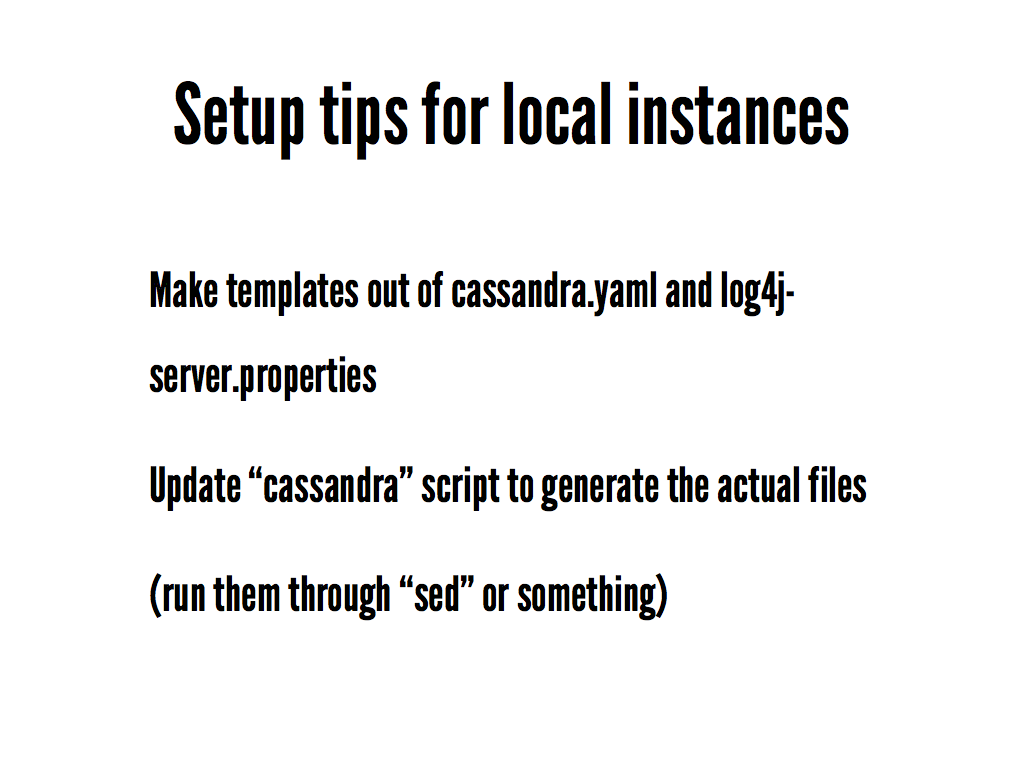 Setup tips for local instances
Make templates out of cassandra.yaml and log4j-
server.properties
Update “cassandra” script to generate the actual files
(run them through “sed” or something)